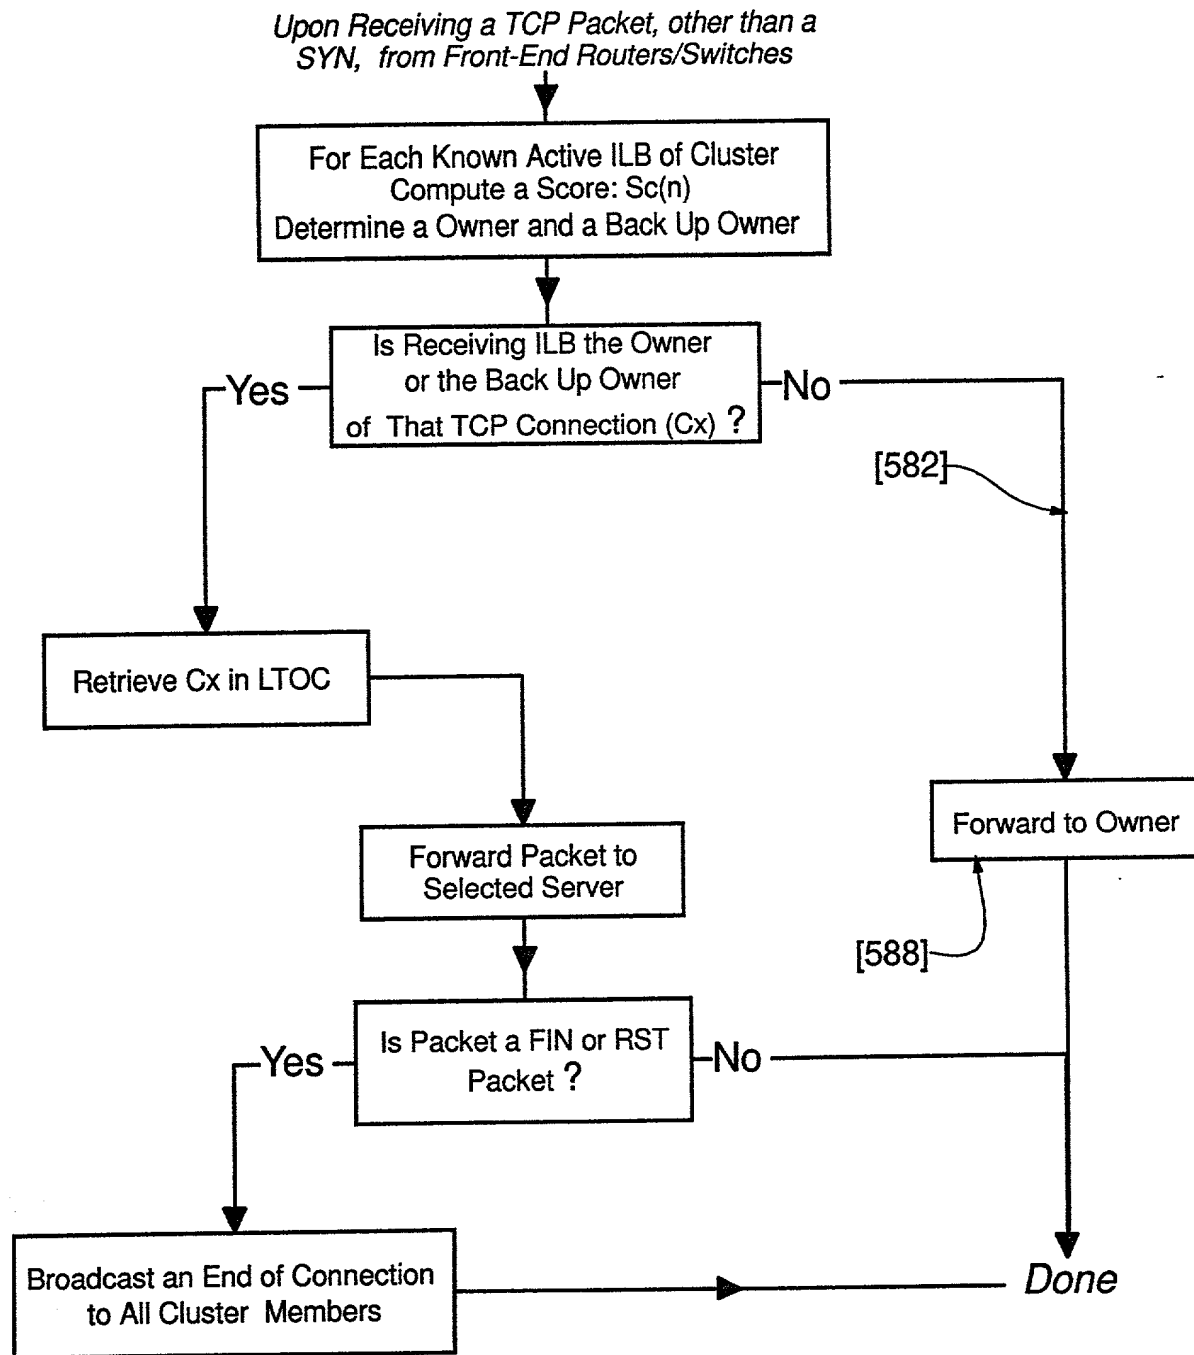 Upon Receiving a TCP Packet, other than a
SYN, from Front-End Routers/Switches
For Each Known Active ILB of Cluster
Compute a Score: Sc(n)
Determine a Owner and a Back Up Owner
Is Receiving ILB the Owner
or the Back Up Owner
of That TCP Connection (Cx) ?
Yes
No
[582]
Retrieve Cx in LTOC
Forward to Owner
Forward Packet to
Selected Server
[588]
Is Packet a FIN or RST
Packet ?
Yes
No
Broadcast an End of Connection
to All Cluster Members
Done